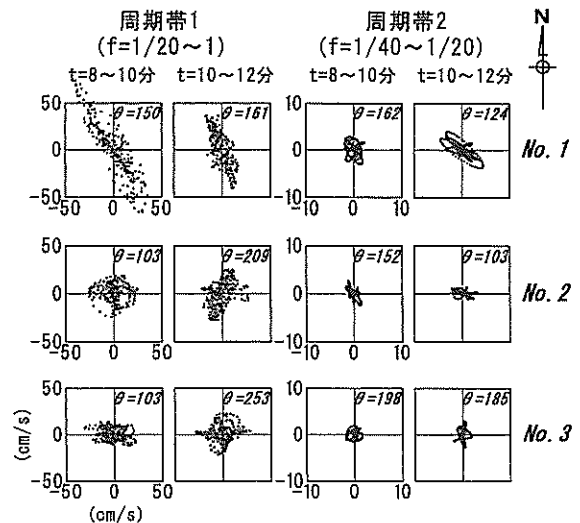 周期帯1 周期帯2 N
(f=1/20~1) (f=1/40~1/20)
t=8~10分 t=10~12分 t=8~10分 t=10~12分
50 θ=150 θ=161 10 θ=162 θ=124
0 0 No. 1
-50 -10
-50 0 50 -10 0 10
50 θ=103 θ=209 10 θ=152 θ=103
0 0 No. 2
-50 -10
-50 0 50 -10 0 10
50 θ=103 θ=253 10 θ=198 θ=185
0 0 No. 3
(cm/s) -50 -10
-50 0 50 -10 0 10
(cm/s)